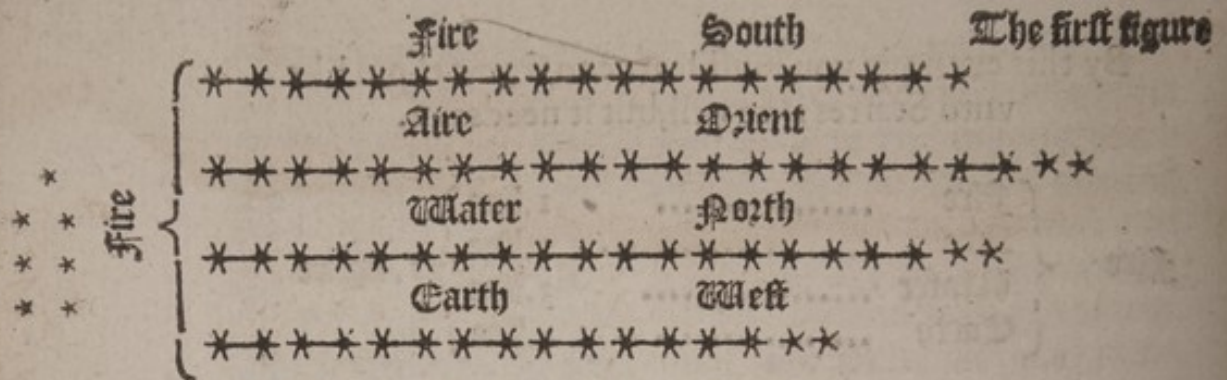 Fire South The firſt figure
Aire Orient
Fire
Water North
Earth Weſt